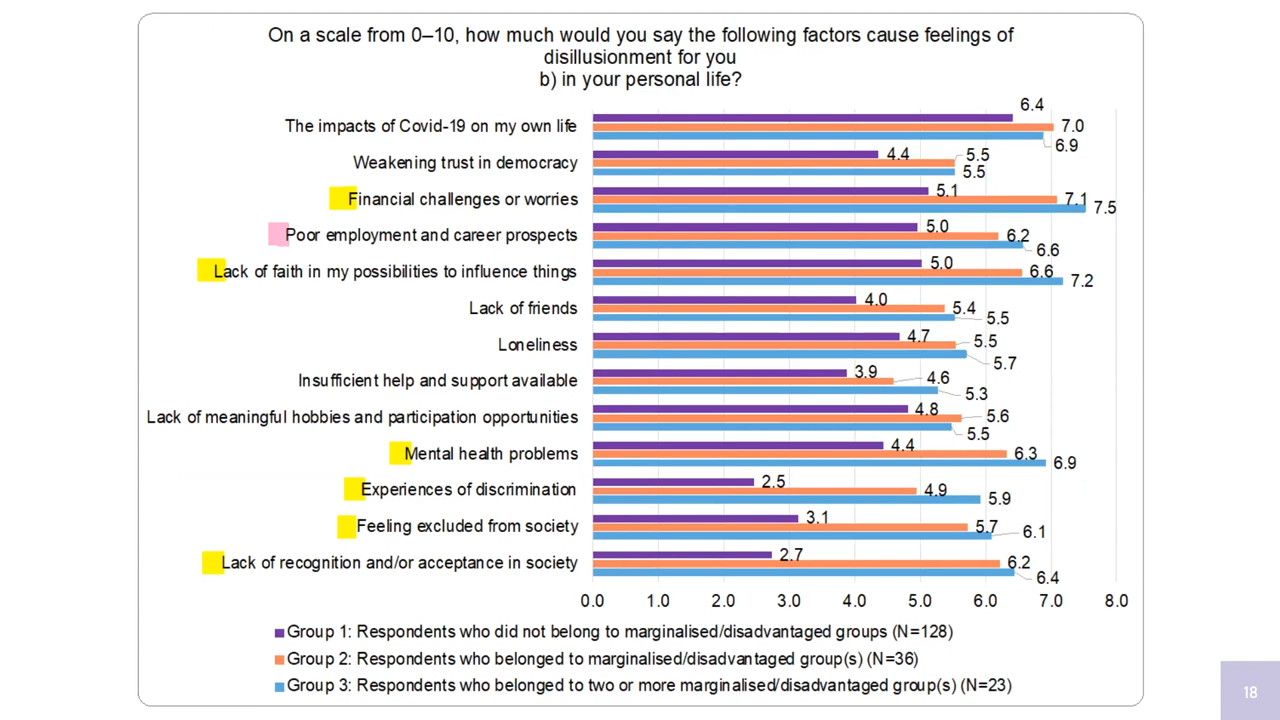 On a scale from 0–10, how much would you say the following factors cause feelings of
disillusionment for you
b) in your personal life?
The impacts of Covid-19 on my own life
6.4
7.0
6.9
Weakening trust in democracy
4.4
5.5
5.5
Financial challenges or worries
5.1
7.1
7.5
Poor employment and career prospects
5.0
6.2
6.6
Lack of faith in my possibilities to influence things
5.0
6.6
7.2
Lack of friends
4.0
5.4
5.5
Loneliness
4.7
5.5
5.7
Insufficient help and support available
3.9
4.6
5.3
Lack of meaningful hobbies and participation opportunities
4.8
5.6
5.5
Mental health problems
4.4
6.3
6.9
Experiences of discrimination
2.5
4.9
5.9
Feeling excluded from society
3.1
5.7
6.1
Lack of recognition and/or acceptance in society
2.7
6.2
6.4
0.0 1.0 2.0 3.0 4.0 5.0 6.0 7.0 8.0
Group 1: Respondents who did not belong to marginalised/disadvantaged groups (N=128)
Group 2: Respondents who belonged to marginalised/disadvantaged group(s) (N=36)
Group 3: Respondents who belonged to two or more marginalised/disadvantaged group(s) (N=23)
18